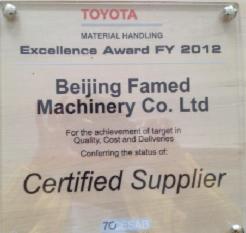 TOYOTA
MATERIAL HANDLING
Excellence Award FY 2012
Beijing Famed
Machinery Co. Ltd
For the achievement of target in
Quality, Cost and Deliveries
Conferring the status of:
Certified Supplier